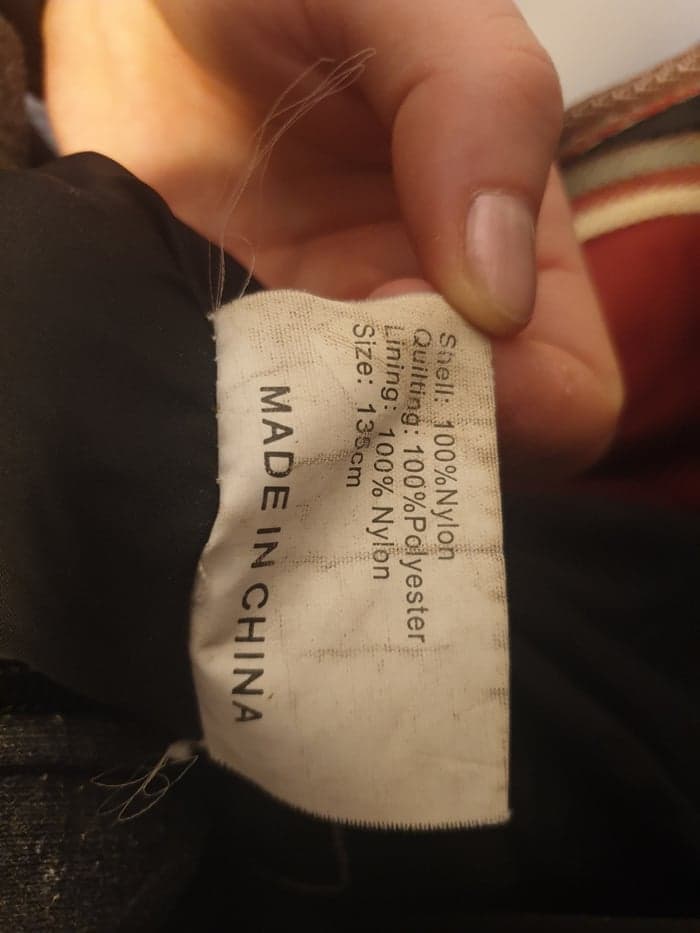 Shell: 100%Nylon
Quilting: 100%Polyester
Lining: 100% Nylon
Size:
MADE IN CHINA